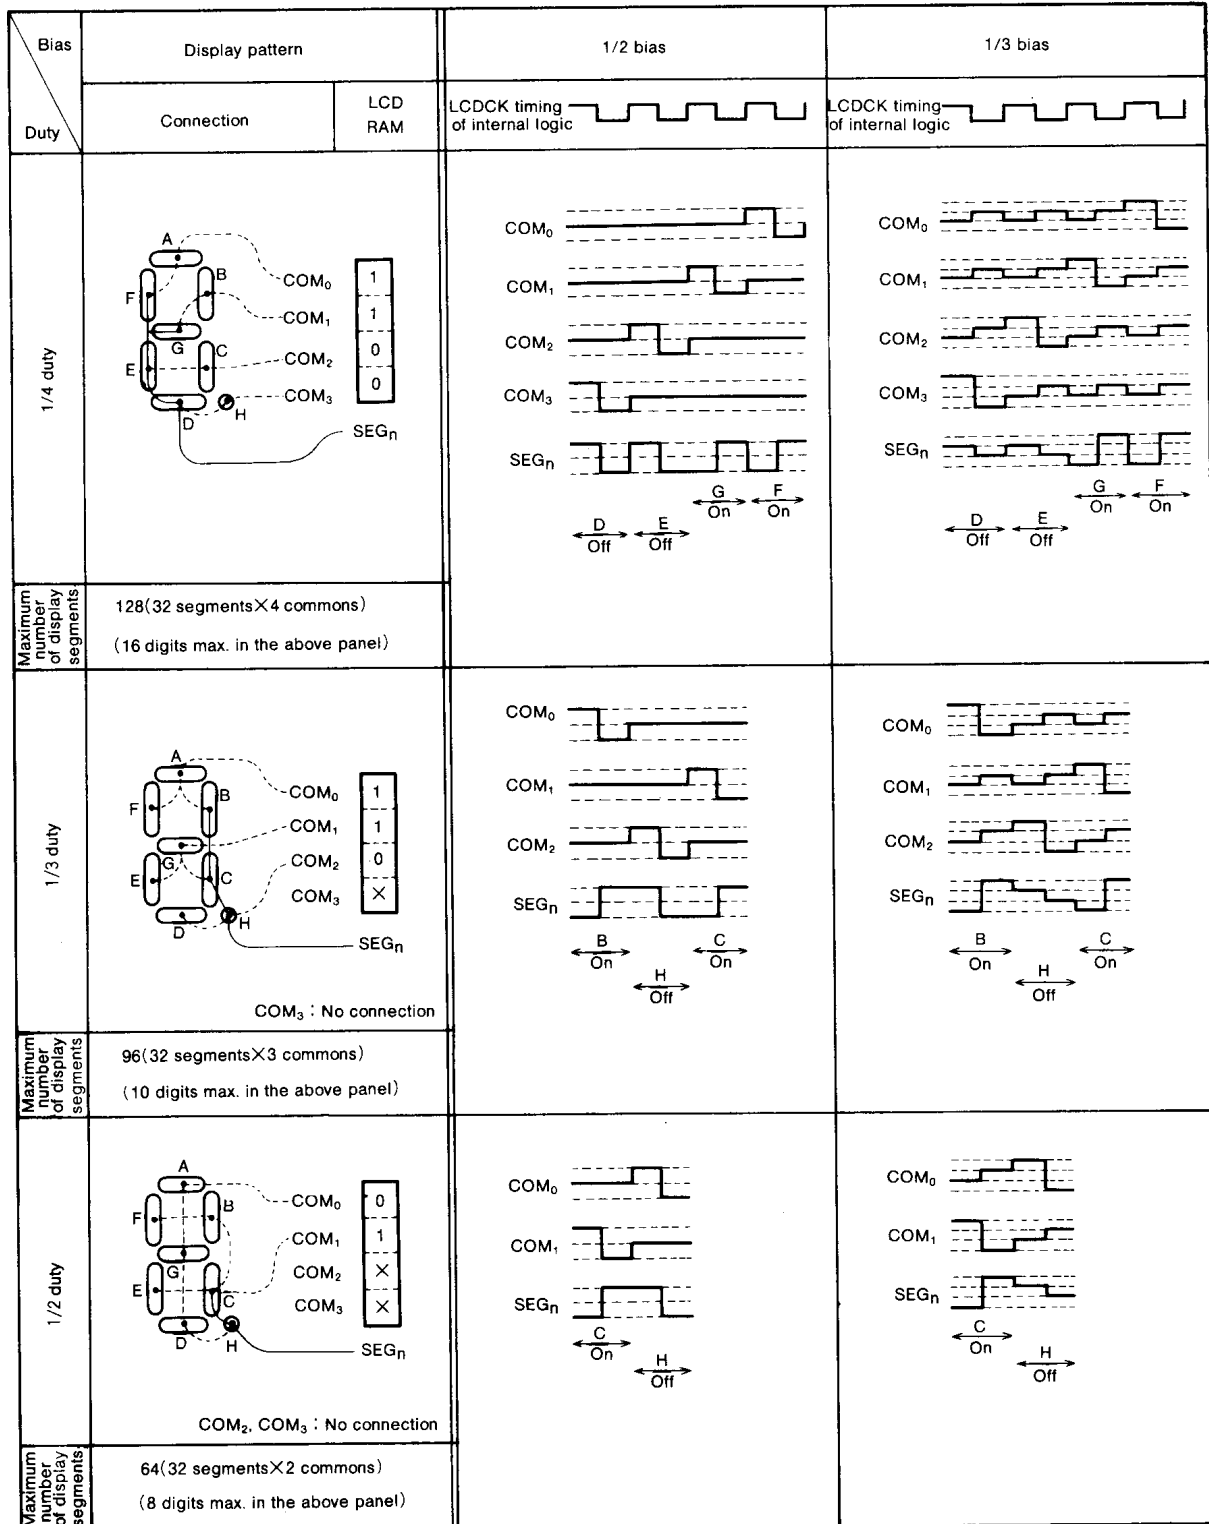 Bias
Duty
Display pattern
Connection
LCD
RAM
1/2 bias
1/3 bias
LCDCK timing
of internal logic
LCDCK timing
of internal logic
1/4 duty
A
B
F
G
E
C
D
H
COM₀
COM₁
COM₂
COM₃
SEGn
1
1
0
0
COM₀
COM₁
COM₂
COM₃
SEGn
G
On
F
On
D
Off
E
Off
COM₀
COM₁
COM₂
COM₃
SEGn
G
On
F
On
D
Off
E
Off
Maximum
number
of display
segments
128(32 segments×4 commons)
(16 digits max. in the above panel)
1/3 duty
A
B
F
G
E
C
D
H
COM₀
COM₁
COM₂
COM₃
SEGn
1
1
0
×
COM₃ : No connection
COM₀
COM₁
COM₂
SEGn
B
On
C
On
H
Off
COM₀
COM₁
COM₂
SEGn
B
On
C
On
H
Off
Maximum
number
of display
segments
96(32 segments×3 commons)
(10 digits max. in the above panel)
1/2 duty
A
B
F
G
E
C
D
H
COM₀
COM₁
COM₂
COM₃
SEGn
0
1
×
×
COM₂, COM₃ : No connection
COM₀
COM₁
SEGn
C
On
H
Off
COM₀
COM₁
SEGn
C
On
H
Off
Maximum
number
of display
segments
64(32 segments×2 commons)
(8 digits max. in the above panel)